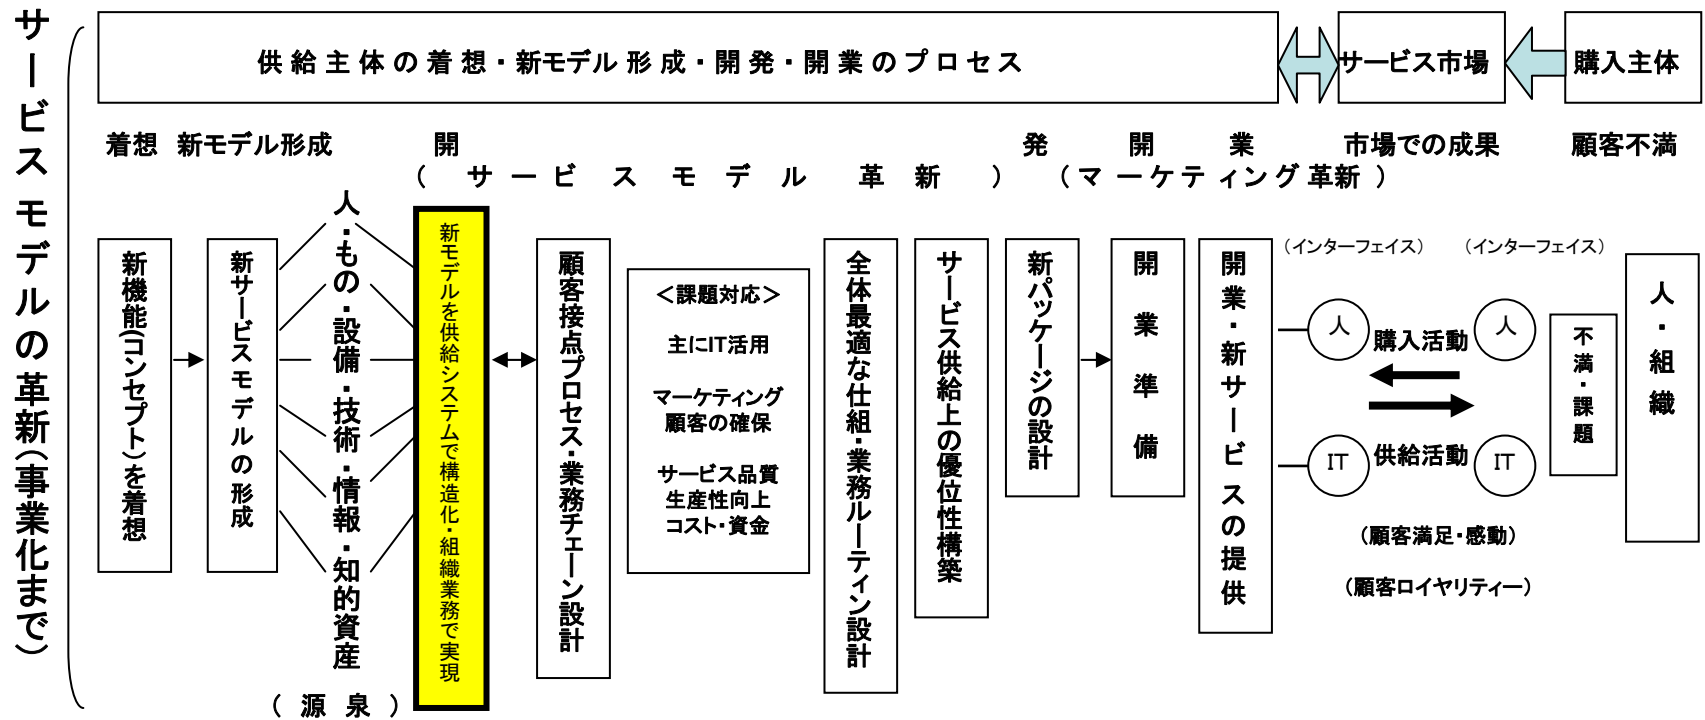 サービスモデルの革新(事業化まで)
供給主体の着想・新モデル形成・開発・開業のプロセス
サービス市場
購入主体
着想 新モデル形成 開 発 開 業 市場での成果 顧客不満
(サービスモデル革新) (マーケティング革新)
新機能(コンセプト)を着想
新サービスモデルの形成
人・もの・設備・技術・情報・知的資産
(源泉)
新モデルを供給システムで構造化・組織業務で実現
顧客接点プロセス・業務チェーン設計
<課題対応>
主にIT活用
マーケティング
顧客の確保
サービス品質
生産性向上
コスト・資金
全体最適な仕組・業務ルーティン設計
サービス供給上の優位性構築
新パッケージの設計
開業準備
開業・新サービスの提供
(インターフェイス) (インターフェイス)
人 購入活動 人
IT 供給活動 IT
(顧客満足・感動)
(顧客ロイヤリティー)
不満・課題
人・組織